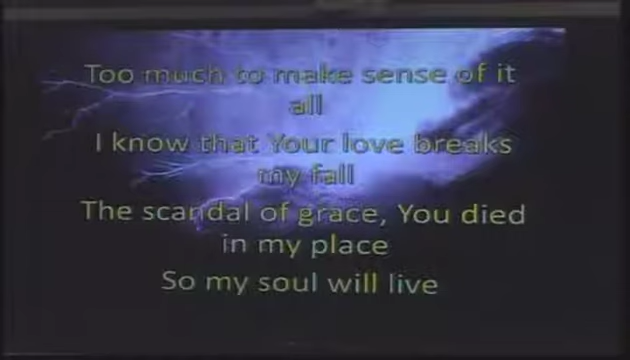 Too much to make sense of it
all
I know that Your love breaks
my fall
The scandal of grace, You died
in my place
So my soul will live